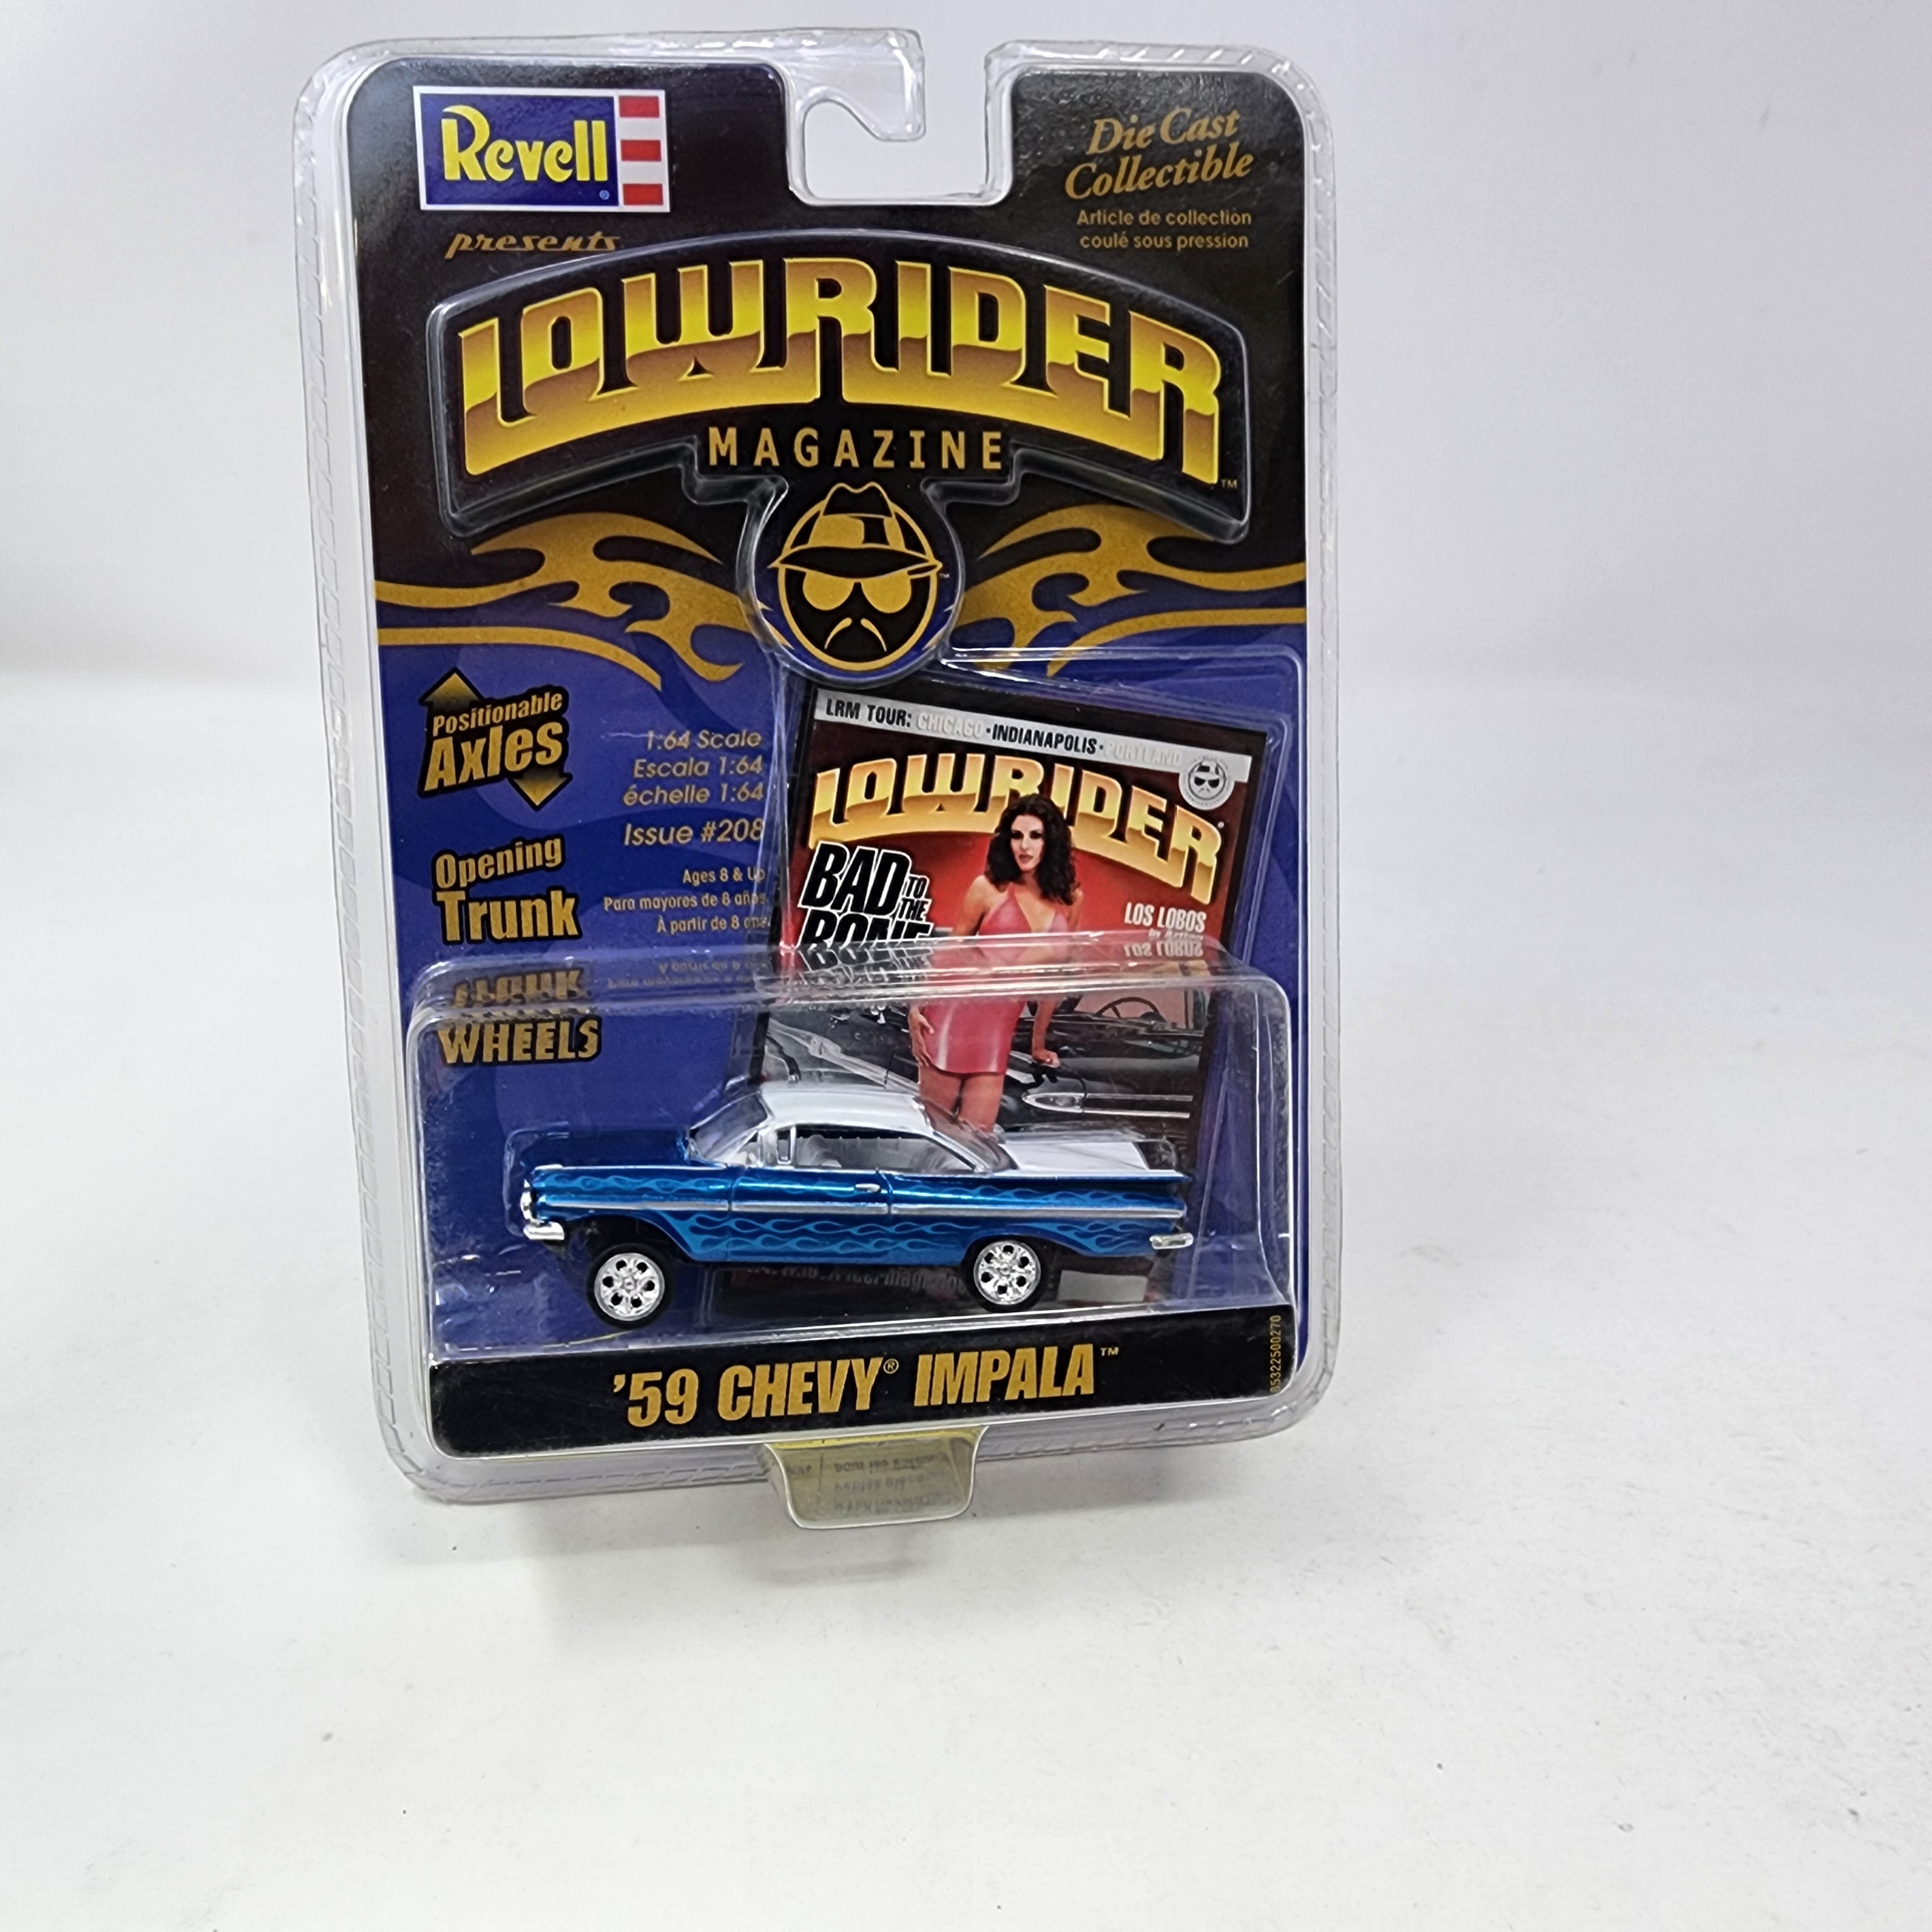 Revell
presents
Die Cast
Collectible
Article de collection
coulé sous pression
LOWRIDER
MAGAZINE
Positionable
Axles
1:64 Scale
Escala 1:64
échelle 1:64
Issue #208
Opening
Trunk
Ages 8 & Up
Para mayores de 8 años
À partir de 8 ans
WHEELS
LRM TOUR: CHICAGO • INDIANAPOLIS • PORTLAND
LOWRIDER
BAD TO THE BONE
LOS LOBOS
'59 CHEVY® IMPALA™